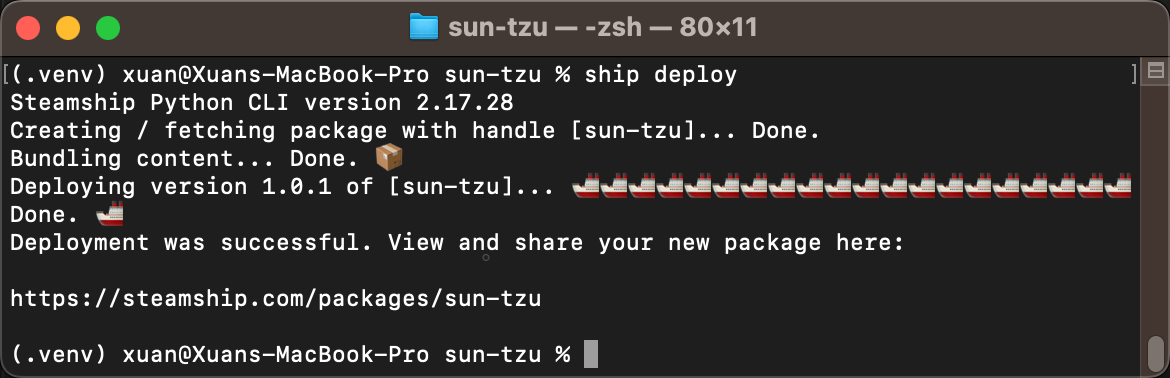 sun-tzu — -zsh — 80×11
[(.venv) xuan@Xuans-MacBook-Pro sun-tzu % ship deploy ]
Steamship Python CLI version 2.17.28
Creating / fetching package with handle [sun-tzu]... Done.
Bundling content... Done. 📦
Deploying version 1.0.1 of [sun-tzu]... 🚢🚢🚢🚢🚢🚢🚢🚢🚢🚢🚢🚢🚢🚢🚢🚢🚢🚢🚢🚢
Done. 🚢
Deployment was successful. View and share your new package here:
https://steamship.com/packages/sun-tzu
(.venv) xuan@Xuans-MacBook-Pro sun-tzu %